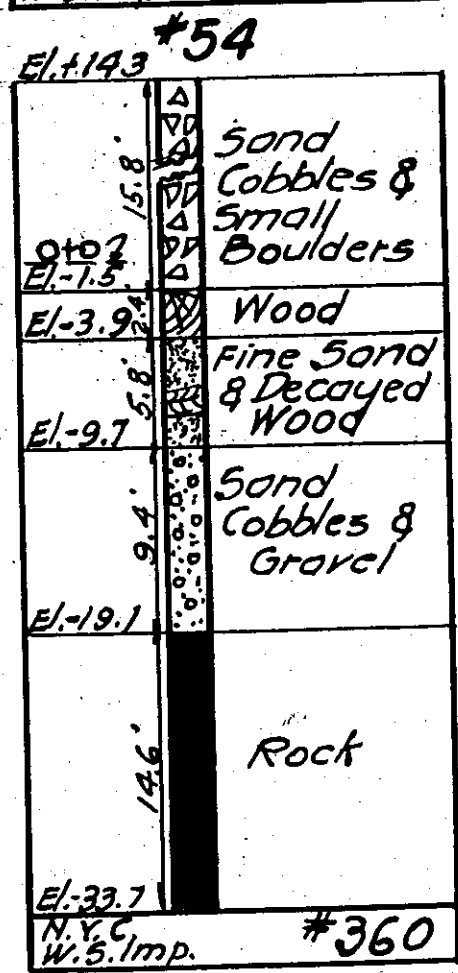 #54
El.+14.3
15.8'
Sand
Cobbles &
Small
Boulders
El.-1.5
2.4'
Wood
El.-3.9
5.8'
Fine Sand
& Decayed
Wood
El.-9.7
9.4'
Sand
Cobbles &
Gravel
El.-19.1
14.6'
Rock
El.-33.7
N.Y.C.
W.S.Imp.
#360